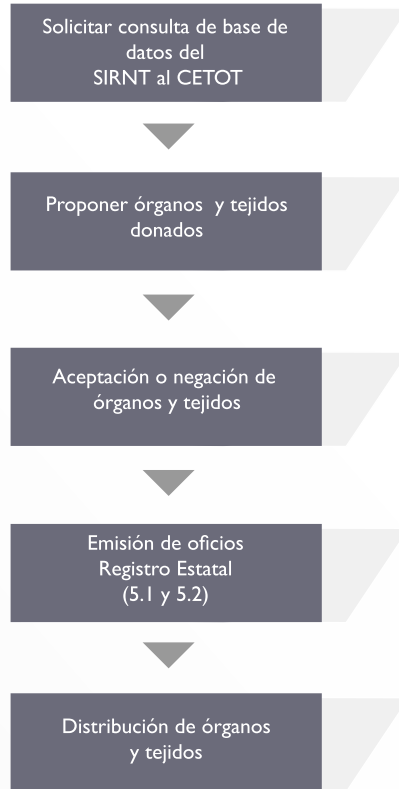 Solicitar consulta de base de
datos del
SIRNT al CETOT
Proponer órganos y tejidos
donados
Aceptación o negación de
órganos y tejidos
Emisión de oficios
Registro Estatal
(5.1 y 5.2)
Distribución de órganos
y tejidos